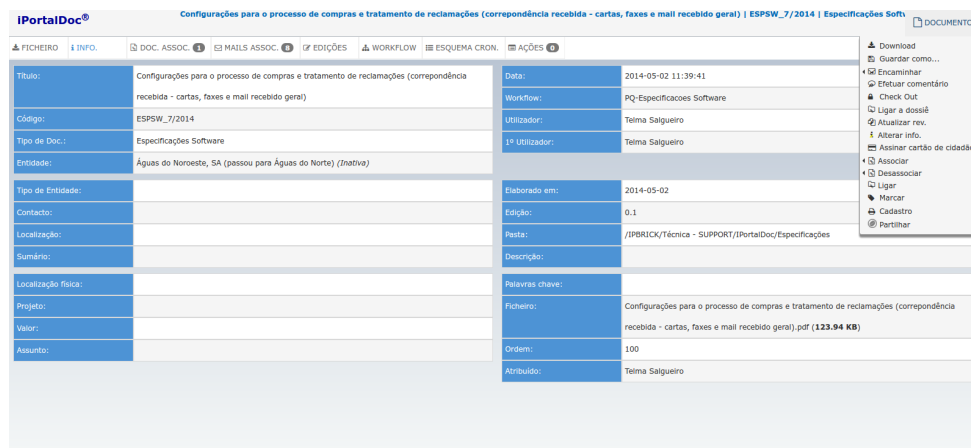 iPortalDoc®
Configurações para o processo de compras e tratamento de reclamações (correpondência recebida - cartas, faxes e mail recebido geral) | ESPSW_7/2014 | Especificações Softw
DOCUMENTO
FICHEIRO INFO. DOC. ASSOC. 1 MAILS ASSOC. 8 EDIÇÕES WORKFLOW ESQUEMA CRON. AÇÕES 0
Título: Configurações para o processo de compras e tratamento de reclamações (correpondência
recebida - cartas, faxes e mail recebido geral)
Código: ESPSW_7/2014
Tipo de Doc.: Especificações Software
Entidade: Águas do Noroeste, SA (passou para Águas do Norte) (Inativa)
Data: 2014-05-02 11:39:41
Workflow: PQ-Especificacoes Software
Utilizador: Telma Salgueiro
1º Utilizador: Telma Salgueiro
Download
Guardar como...
Encaminhar
Efetuar comentário
Check Out
Ligar a dossiê
Atualizar rev.
Alterar info.
Assinar cartão de cidadão
Associar
Desassociar
Ligar
Marcar
Cadastro
Partilhar
Tipo de Entidade:
Contacto:
Localização:
Sumário:
Elaborado em: 2014-05-02
Edição: 0.1
Pasta: /IPBRICK/Técnica - SUPPORT/IPortalDoc/Especificações
Descrição:
Localização física:
Projeto:
Valor:
Assunto:
Palavras chave:
Ficheiro: Configurações para o processo de compras e tratamento de reclamações (correpondência
recebida - cartas, faxes e mail recebido geral).pdf (123.94 KB)
Ordem: 100
Atribuído: Telma Salgueiro